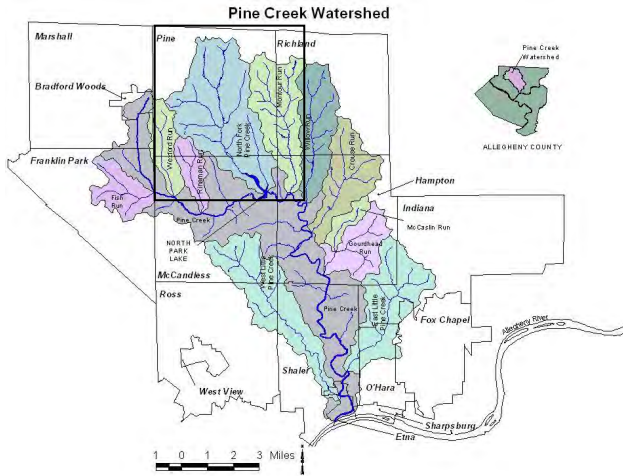 Pine Creek Watershed
Marshall
Pine
Richland
Bradford Woods
Pine Creek
Watershed
ALLEGHENY COUNTY
Franklin Park
Fish
Run
Wexford Run
Rinaman Run
North Fork
Pine Creek
Montour Run
Willow Run
Crouse Run
Hampton
Indiana
McCaslin Run
Gourdhead
Run
Pine Creek
NORTH
PARK
LAKE
McCandless
Ross
West Little
Pine Creek
Pine Creek
East Little
Pine Creek
Fox Chapel
Allegheny River
West View
Shaler
O'Hara
Sharpsburg
Etna
1 0 1 2 3 Miles